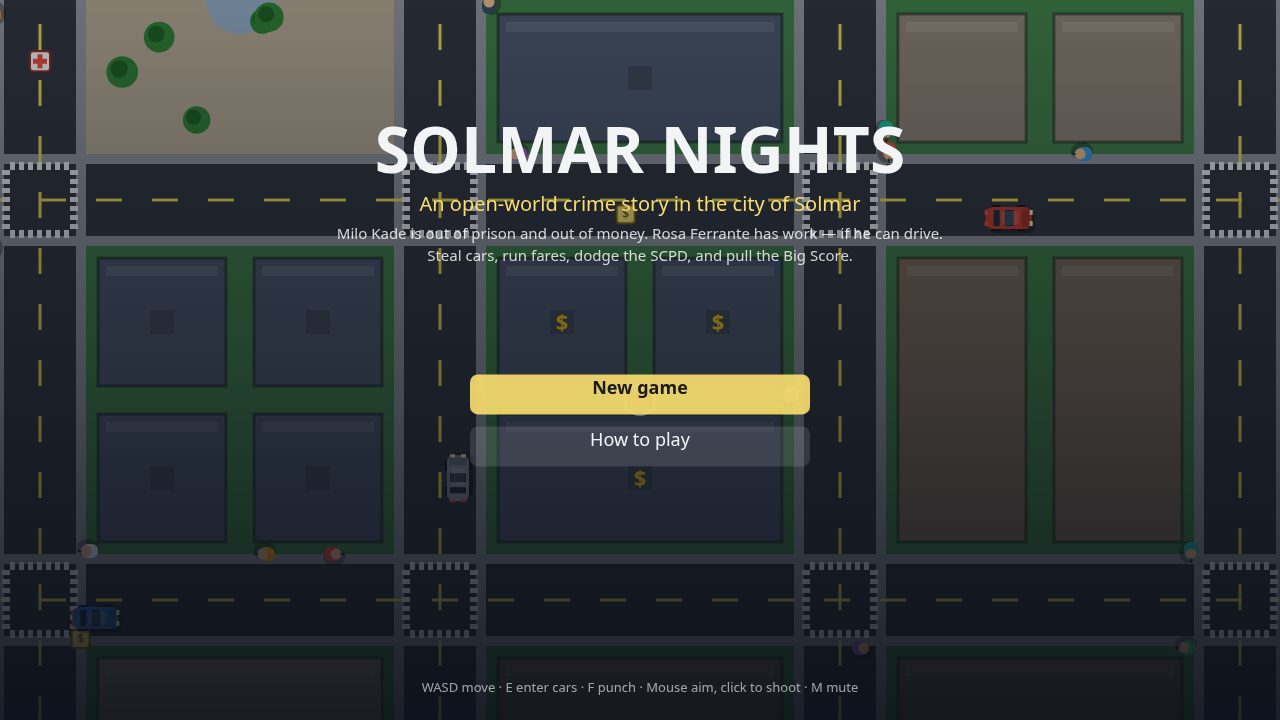 SOLMAR NIGHTS
An open-world crime story in the city of Solmar
$
Milo Kade is out of prison and out of money. Rosa Ferrante has work — if he can drive.
Steal cars, run fares, dodge the SCPD, and pull the Big Score.
$ $
New game
How to play
$
$
WASD move · E enter cars · F punch · Mouse aim, click to shoot · M mute